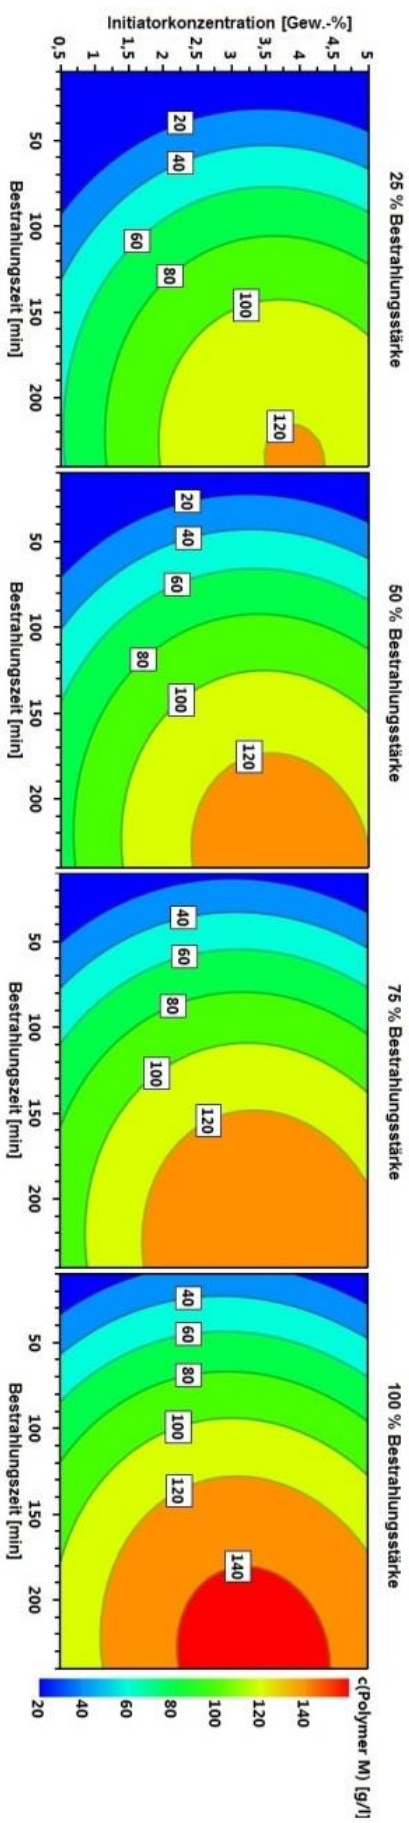 25 % Bestrahlungsstärke
50 % Bestrahlungsstärke
75 % Bestrahlungsstärke
100 % Bestrahlungsstärke
c(Polymer M) [g/l]
Initiatorkonzentration [Gew.-%]
5
4,5
4
3,5
3
2,5
2
1,5
1
0,5
20
40
60
80
100
120
20
40
60
80
100
120
40
60
80
100
120
40
60
80
100
120
140
140
120
100
80
60
40
20
50 100 150 200
50 100 150 200
50 100 150 200
50 100 150 200
Bestrahlungszeit [min]
Bestrahlungszeit [min]
Bestrahlungszeit [min]
Bestrahlungszeit [min]